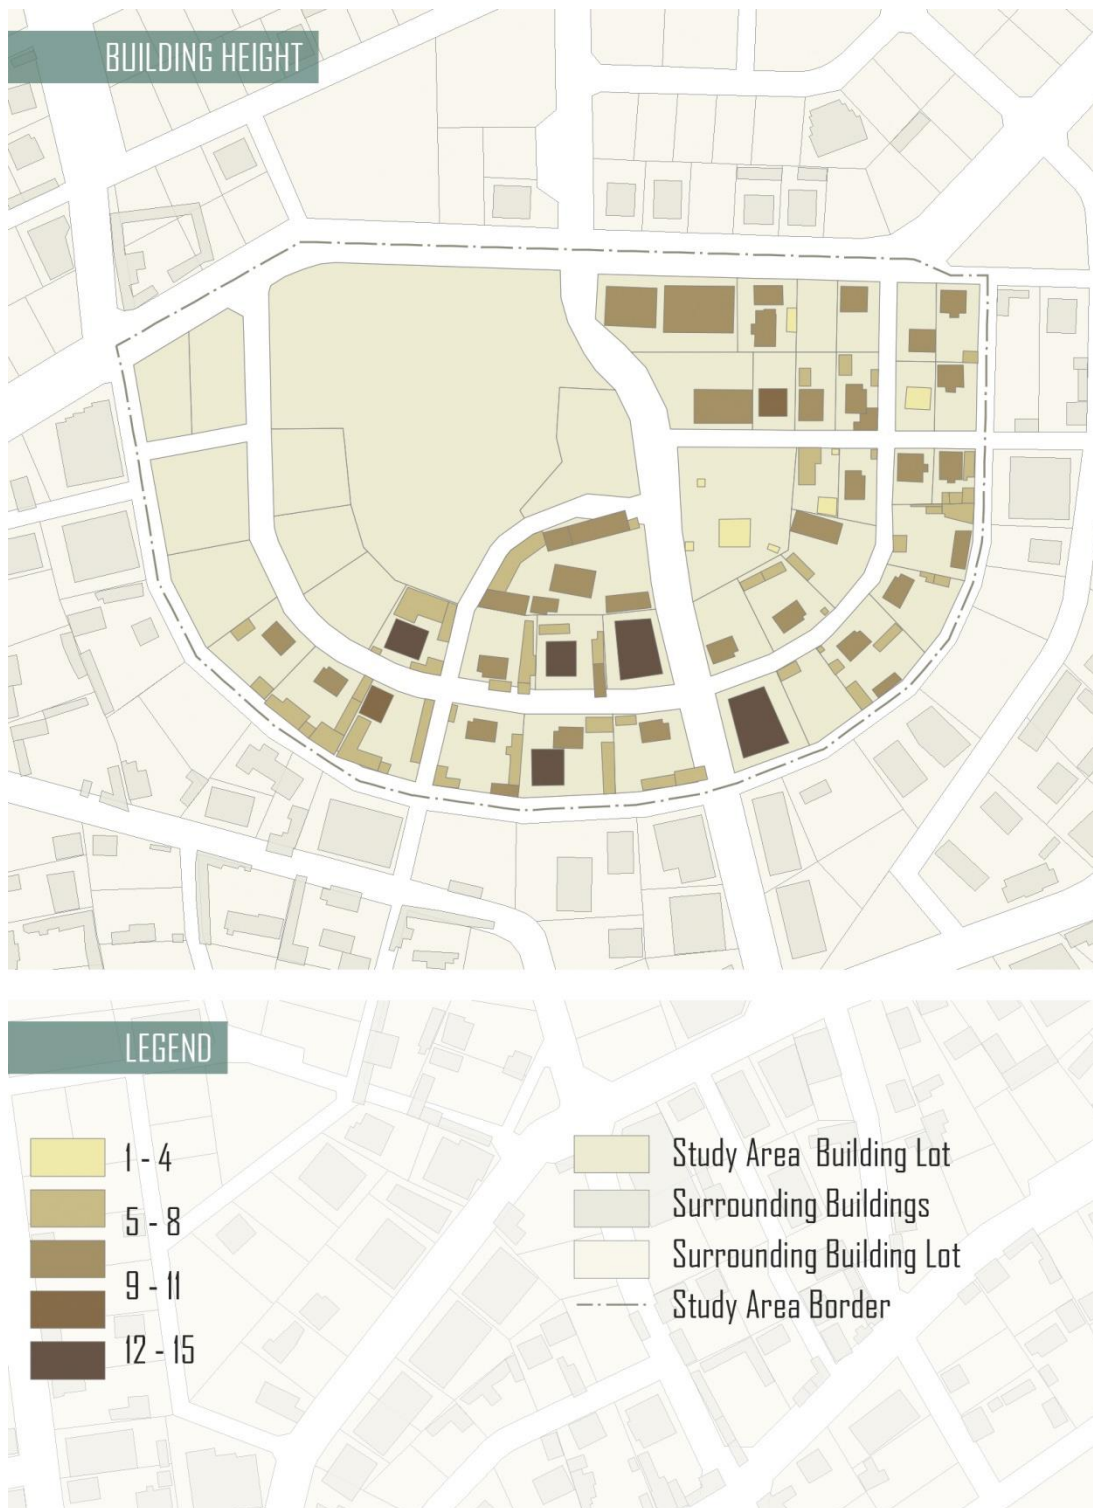 BUILDING HEIGHT
LEGEND
1 - 4
5 - 8
9 - 11
12 - 15
Study Area Building Lot
Surrounding Buildings
Surrounding Building Lot
Study Area Border